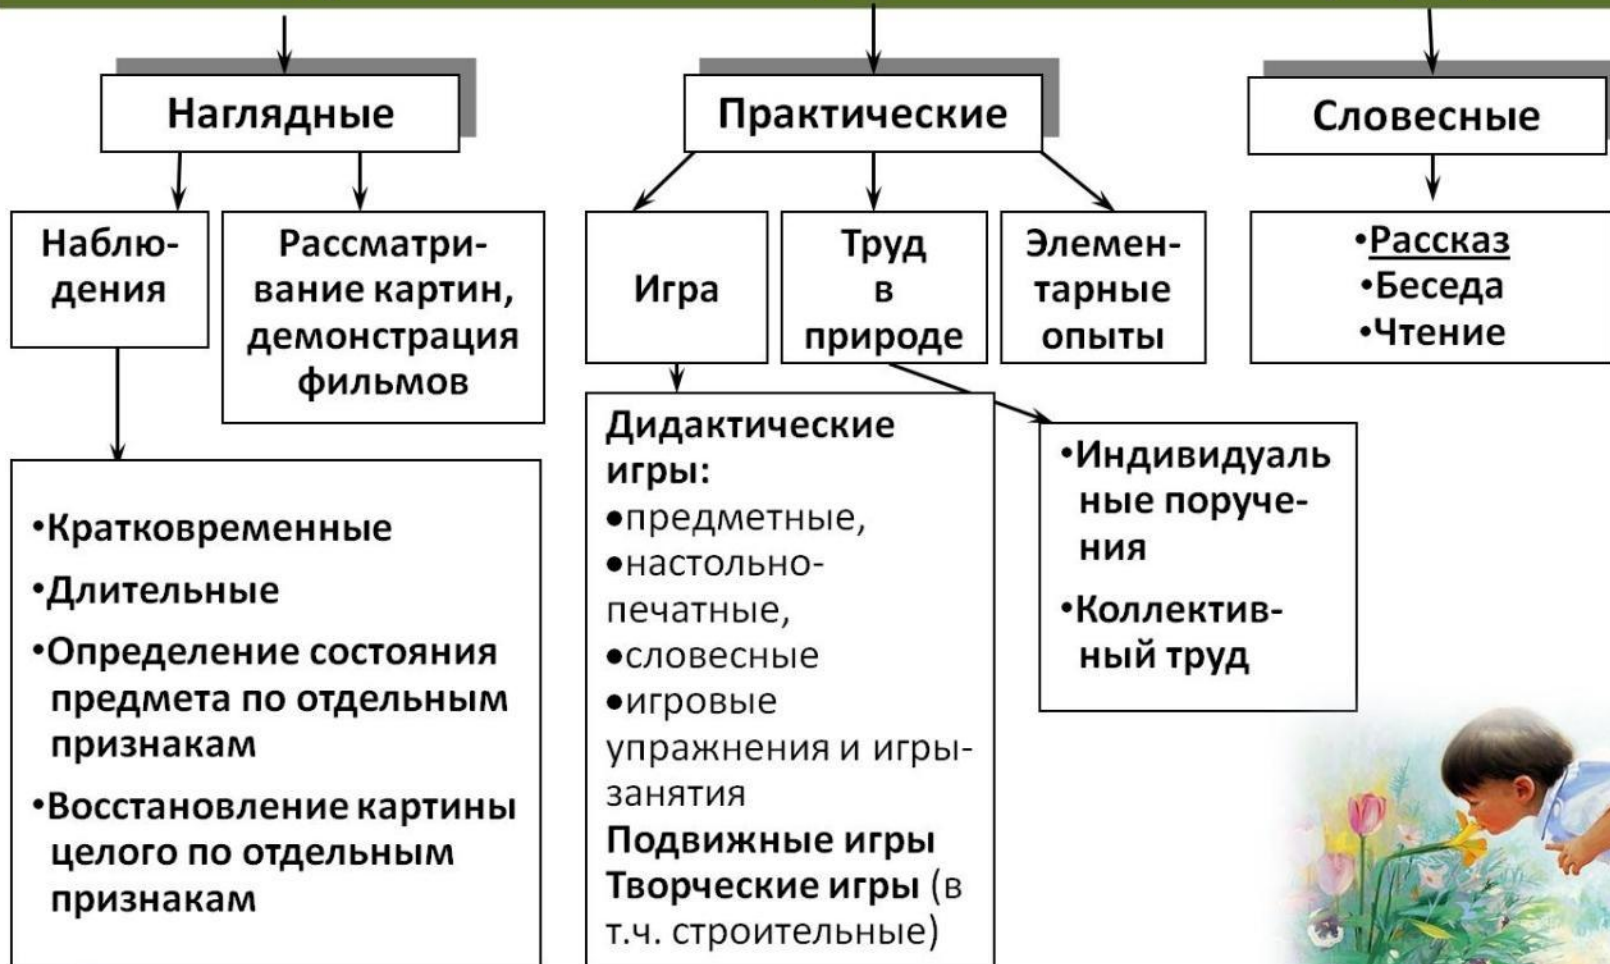 Наглядные
Практические
Словесные
Наблю-
дения
Рассматри-
вание картин,
демонстрация
фильмов
Игра
Труд
в
природе
Элемен-
тарные
опыты
•Рассказ
•Беседа
•Чтение
•Кратковременные
•Длительные
•Определение состояния
предмета по отдельным
признакам
•Восстановление картины
целого по отдельным
признакам
Дидактические
игры:
•предметные,
•настольно-
печатные,
•словесные
•игровые
упражнения и игры-
занятия
Подвижные игры
Творческие игры (в
т.ч. строительные)
•Индивидуаль
ные поруче-
ния
•Коллектив-
ный труд